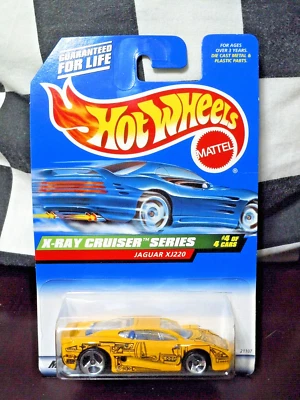 GUARANTEED
FOR LIFE
FOR AGES
OVER 3 YEARS.
DIE CAST METAL &
PLASTIC PARTS.
HOT WHEELS
MATTEL
X-RAY CRUISER™ SERIES
JAGUAR XJ220
#4 OF
4 CARS